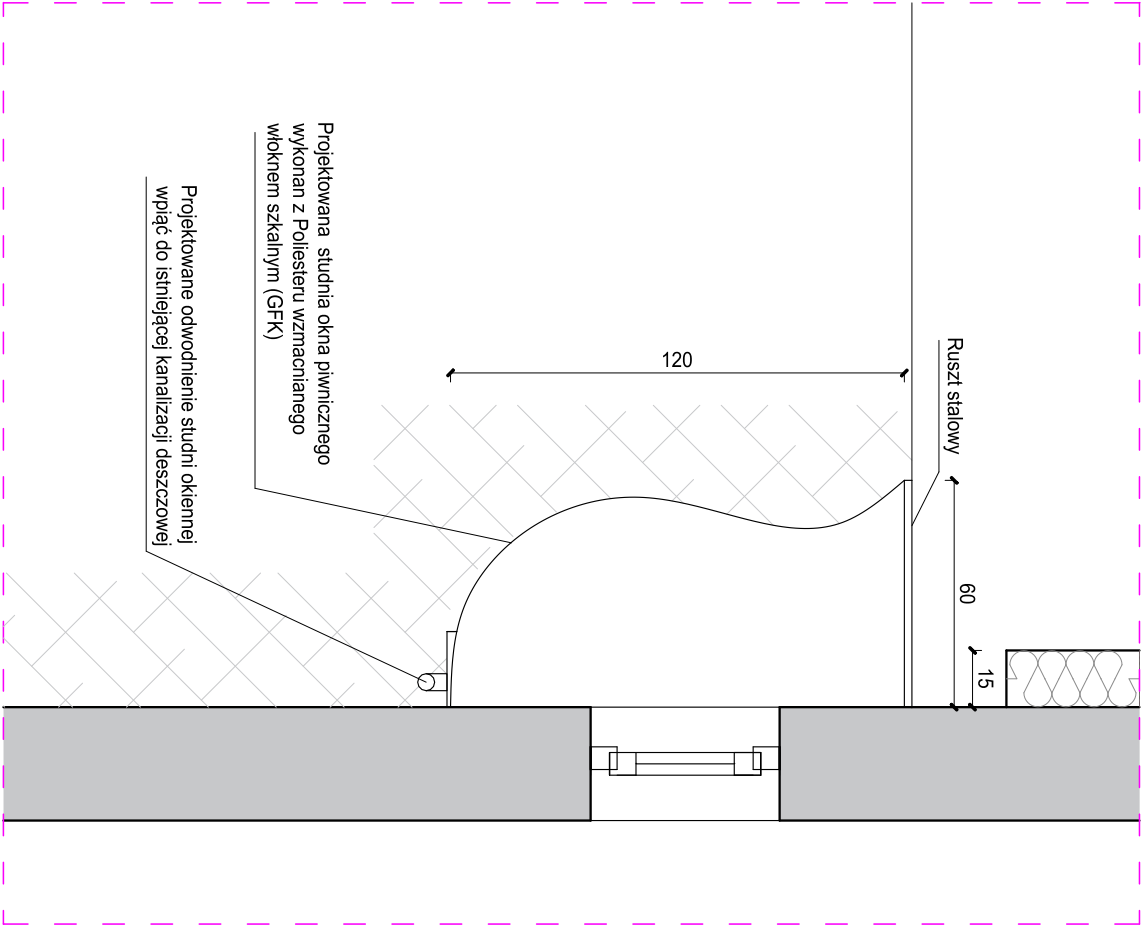 Ruszt stalowy
120
60
15
Projektowana studnia okna piwnicznego
wykonan z Poliesteru wzmacnianego
włoknem szkalnym (GFK)
Projektowane odwodnienie studni okiennej
wpiąć do istniejącej kanalizacji deszczowej